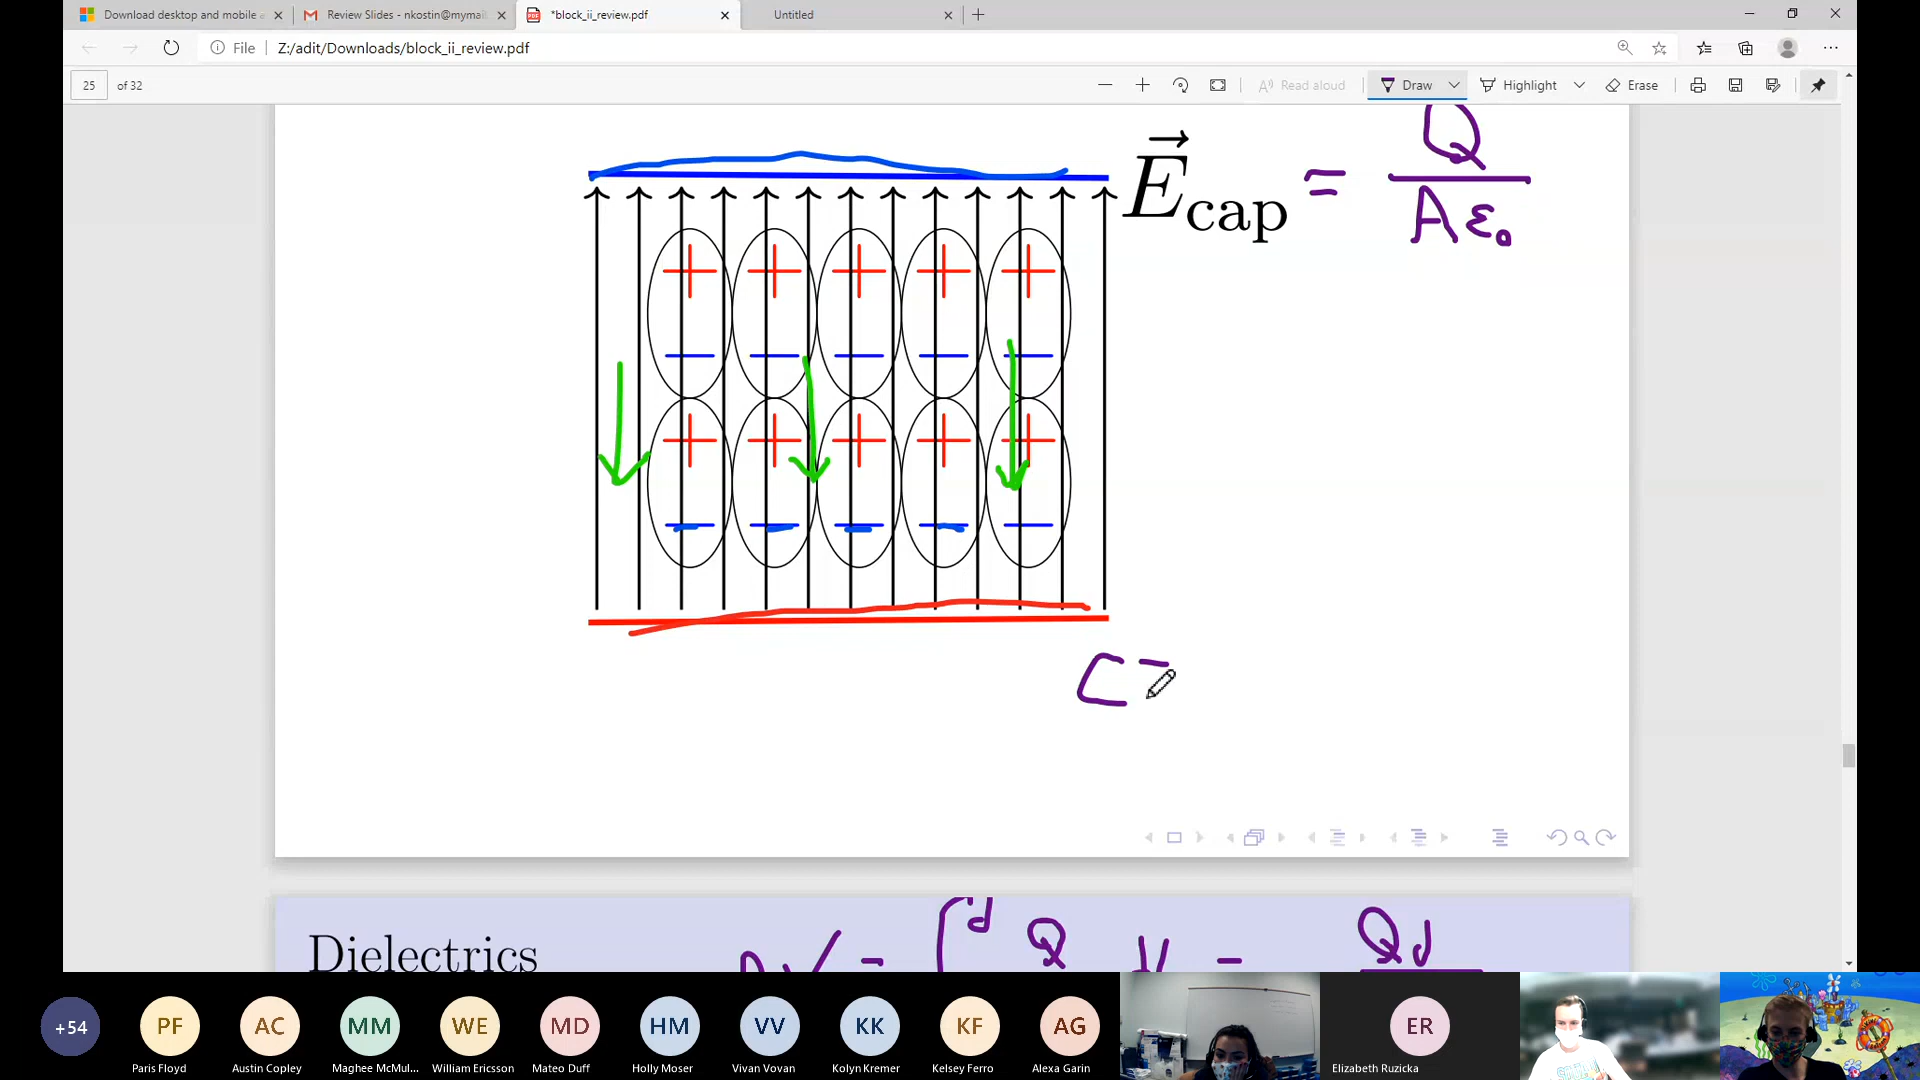 Download desktop and mobile a
Review Slides - nkostin@mymai
*block_ii_review.pdf
Untitled
File
Z:/adit/Downloads/block_ii_review.pdf
25 of 32
Read aloud
Draw
Highlight
Erase
E cap = Q
A ε0
+ + + + +
− − − − −
+ + + + +
− − − − −
C =
Dielectrics
ΔV = ∫ d Q = Qd
+54
PF
AC
MM
WE
MD
HM
VV
KK
KF
AG
ER
Paris Floyd
Austin Copley
Maghee McMul...
William Ericsson
Mateo Duff
Holly Moser
Vivan Vovan
Kolyn Kremer
Kelsey Ferro
Alexa Garin
Elizabeth Ruzicka